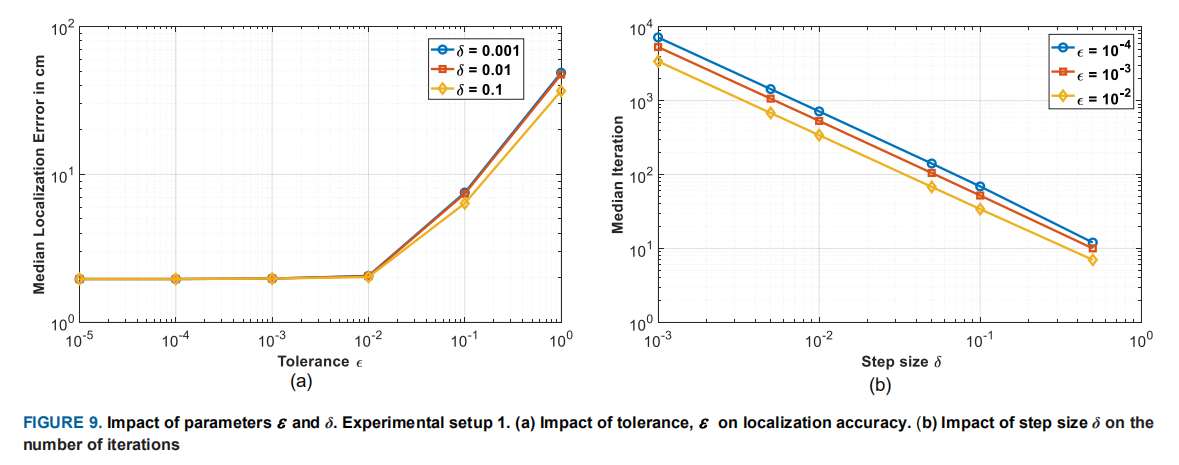 10^2
10^1
10^0
Median Localization Errror in cm
δ = 0.001
δ = 0.01
δ = 0.1
10^-5 10^-4 10^-3 10^-2 10^-1 10^0
Tolerance ϵ
(a)
10^4
10^3
10^2
10^1
10^0
Median Iteration
ϵ = 10^-4
ϵ = 10^-3
ϵ = 10^-2
10^-3 10^-2 10^-1 10^0
Step size δ
(b)
FIGURE 9. Impact of parameters ε and δ. Experimental setup 1. (a) Impact of tolerance, ε on localization accuracy. (b) Impact of step size δ on the
number of iterations